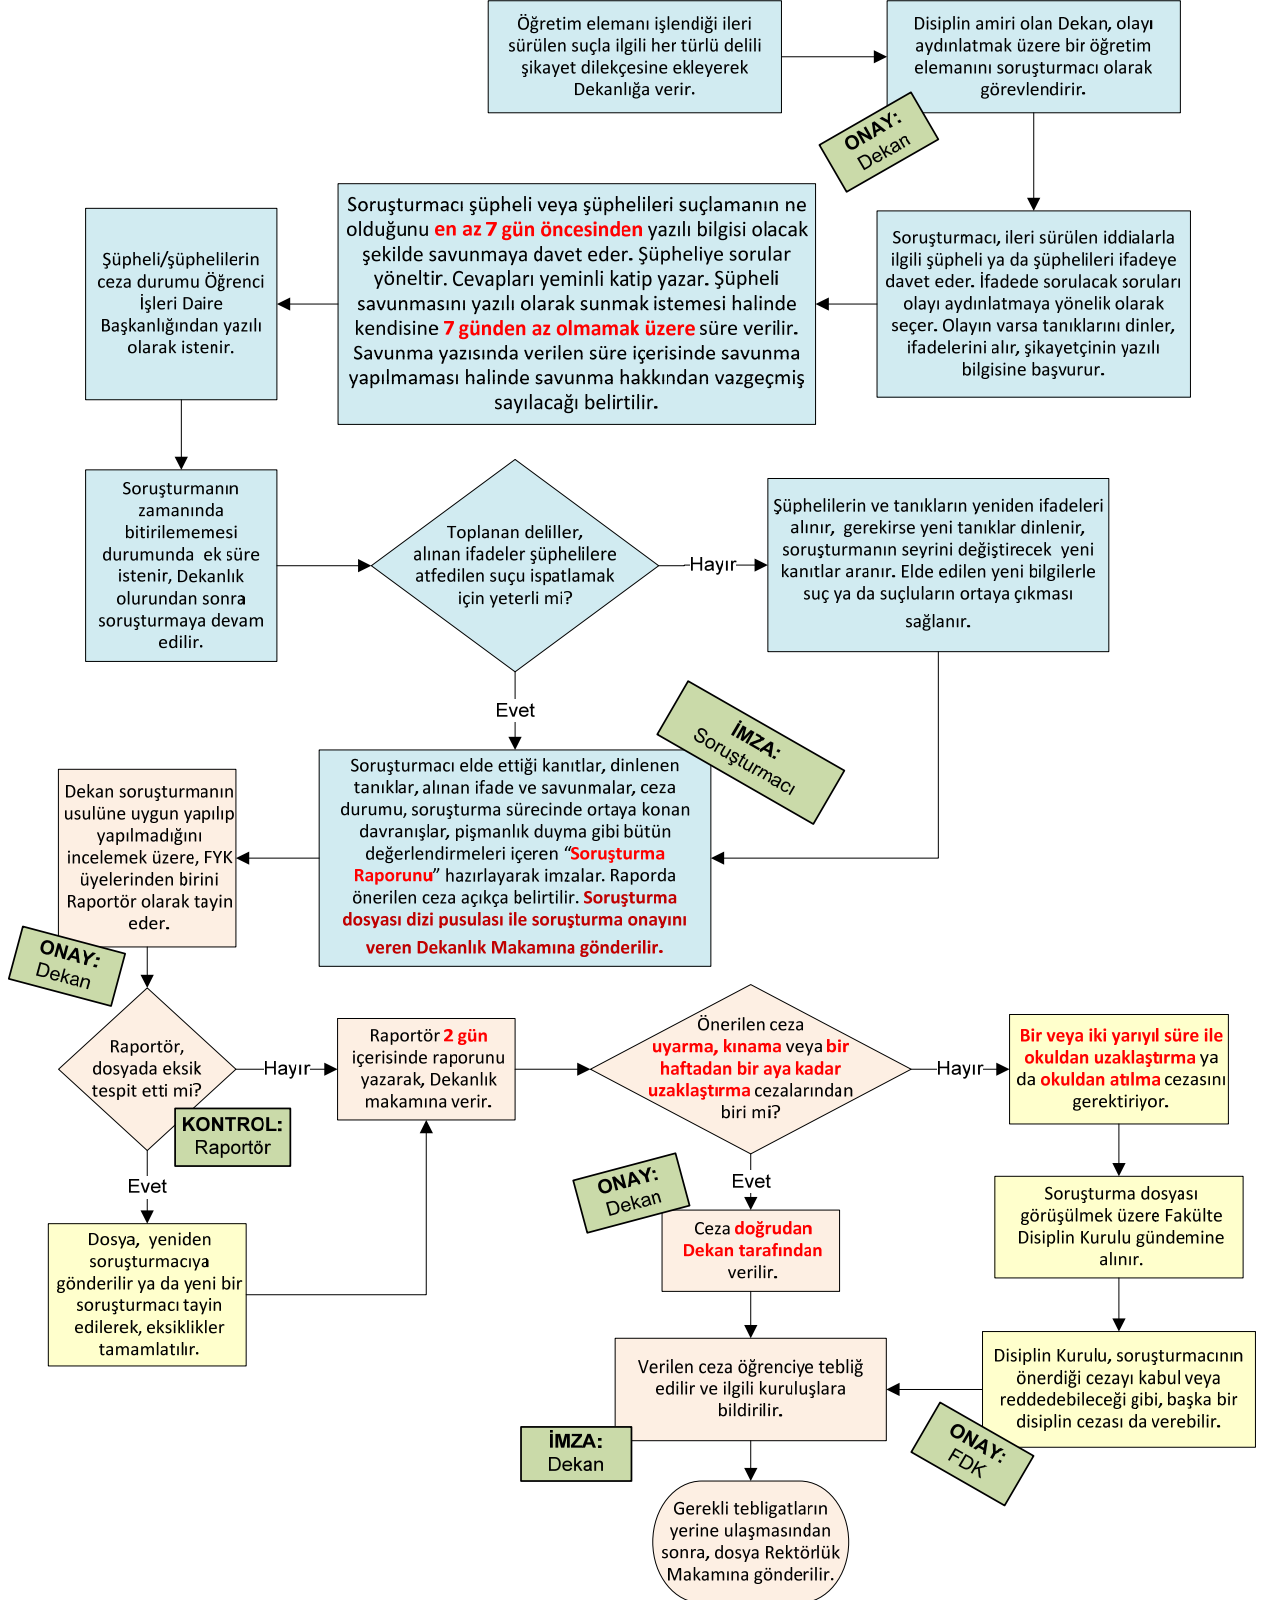 Öğretim elemanı işlendiği ileri
sürülen suçla ilgili her türlü delili
şikayet dilekçesine ekleyerek
Dekanlığa verir.
Disiplin amiri olan Dekan, olayı
aydınlatmak üzere bir öğretim
elemanını soruşturmacı olarak
görevlendirir.
ONAY:
Dekan
Soruşturmacı, ileri sürülen iddialarla
ilgili şüpheli ya da şüphelileri ifadeye
davet eder. İfadede sorulacak soruları
olayı aydınlatmaya yönelik olarak
seçer. Olayın varsa tanıklarını dinler,
ifadelerini alır, şikayetçinin yazılı
bilgisine başvurur.
Soruşturmacı şüpheli veya şüphelileri suçlamanın ne
olduğunu en az 7 gün öncesinden yazılı bilgisi olacak
şekilde savunmaya davet eder. Şüpheliye sorular
yöneltir. Cevapları yeminli katip yazar. Şüpheli
savunmasını yazılı olarak sunmak istemesi halinde
kendisine 7 günden az olmamak üzere süre verilir.
Savunma yazısında verilen süre içerisinde savunma
yapılmaması halinde savunma hakkından vazgeçmiş
sayılacağı belirtilir.
Şüpheli/şüphelilerin
ceza durumu Öğrenci
İşleri Daire
Başkanlığından yazılı
olarak istenir.
Soruşturmanın
zamanında
bitirilememesi
durumunda ek süre
istenir, Dekanlık
olurundan sonra
soruşturmaya devam
edilir.
Toplanan deliller,
alınan ifadeler şüphelilere
atfedilen suçu ispatlamak
için yeterli mi?
Hayır
Şüphelilerin ve tanıkların yeniden ifadeleri
alınır, gerekirse yeni tanıklar dinlenir,
soruşturmanın seyrini değiştirecek yeni
kanıtlar aranır. Elde edilen yeni bilgilerle
suç ya da suçluların ortaya çıkması
sağlanır.
Evet
İMZA:
Soruşturmacı
Soruşturmacı elde ettiği kanıtlar, dinlenen
tanıklar, alınan ifade ve savunmalar, ceza
durumu, soruşturma sürecinde ortaya konan
davranışlar, pişmanlık duyma gibi bütün
değerlendirmeleri içeren “Soruşturma
Raporunu” hazırlayarak imzalar. Raporda
önerilen ceza açıkça belirtilir. Soruşturma
dosyası dizi pusulası ile soruşturma onayını
veren Dekanlık Makamına gönderilir.
Dekan soruşturmanın
usulüne uygun yapılıp
yapılmadığını
incelemek üzere, FYK
üyelerinden birini
Raportör olarak tayin
eder.
ONAY:
Dekan
Raportör,
dosyada eksik
tespit etti mi?
Hayır
KONTROL:
Raportör
Evet
Dosya, yeniden
soruşturmacıya
gönderilir ya da yeni bir
soruşturmacı tayin
edilerek, eksiklikler
tamamlatılır.
Raportör 2 gün
içerisinde raporunu
yazarak, Dekanlık
makamına verir.
Önerilen ceza
uyarma, kınama veya bir
haftadan bir aya kadar
uzaklaştırma cezalarından
biri mi?
Hayır
Bir veya iki yarıyıl süre ile
okuldan uzaklaştırma ya
da okuldan atılma cezasını
gerektiriyor.
Evet
ONAY:
Dekan
Ceza doğrudan
Dekan tarafından
verilir.
Soruşturma dosyası
görüşülmek üzere Fakülte
Disiplin Kurulu gündemine
alınır.
Disiplin Kurulu, soruşturmacının
önerdiği cezayı kabul veya
reddedebileceği gibi, başka bir
disiplin cezası da verebilir.
ONAY:
FDK
Verilen ceza öğrenciye tebliğ
edilir ve ilgili kuruluşlara
bildirilir.
İMZA:
Dekan
Gerekli tebligatların
yerine ulaşmasından
sonra, dosya Rektörlük
Makamına gönderilir.